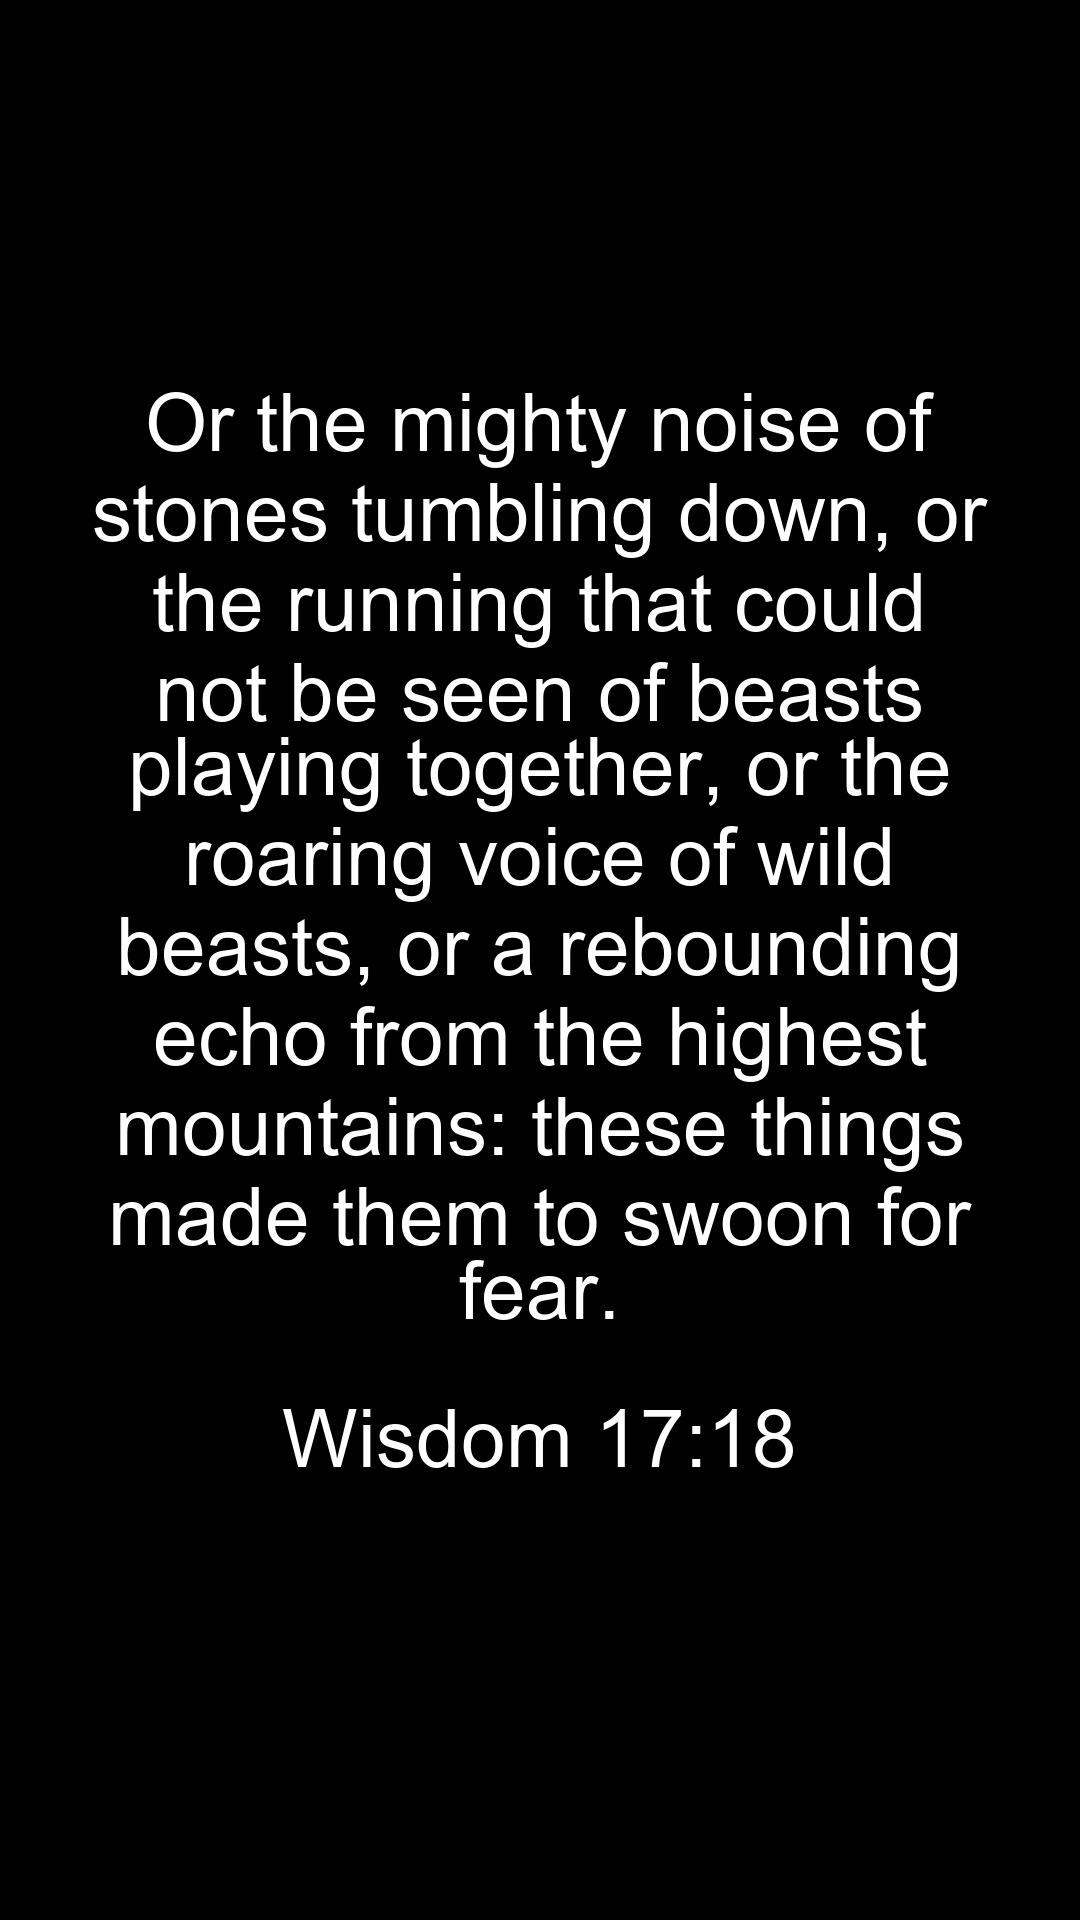 Or the mighty noise of
stones tumbling down, or
the running that could
not be seen of beasts
playing together, or the
roaring voice of wild
beasts, or a rebounding
echo from the highest
mountains: these things
made them to swoon for
fear.
Wisdom 17:18